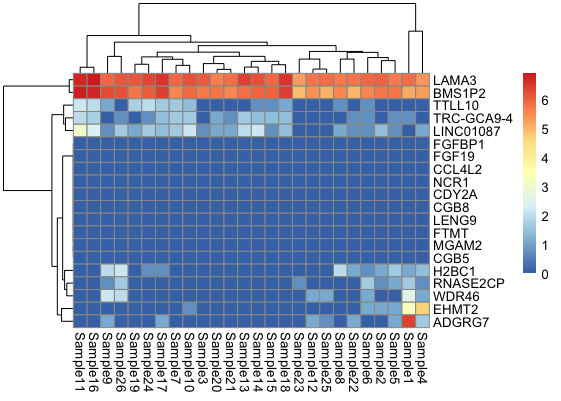 LAMA3
BMS1P2
TTLL10
TRC-GCA9-4
LINC01087
FGFBP1
FGF19
CCL4L2
NCR1
CDY2A
CGB8
LENG9
FTMT
MGAM2
CGB5
H2BC1
RNASE2CP
WDR46
EHMT2
ADGRG7
6
5
4
3
2
1
0
Sample11
Sample16
Sample9
Sample26
Sample19
Sample24
Sample17
Sample7
Sample10
Sample3
Sample20
Sample21
Sample13
Sample14
Sample15
Sample18
Sample23
Sample12
Sample25
Sample8
Sample22
Sample6
Sample2
Sample5
Sample1
Sample4